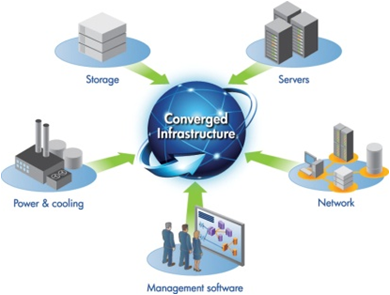 Storage
Servers
Converged
Infrastructure
Power & cooling
Network
Management software